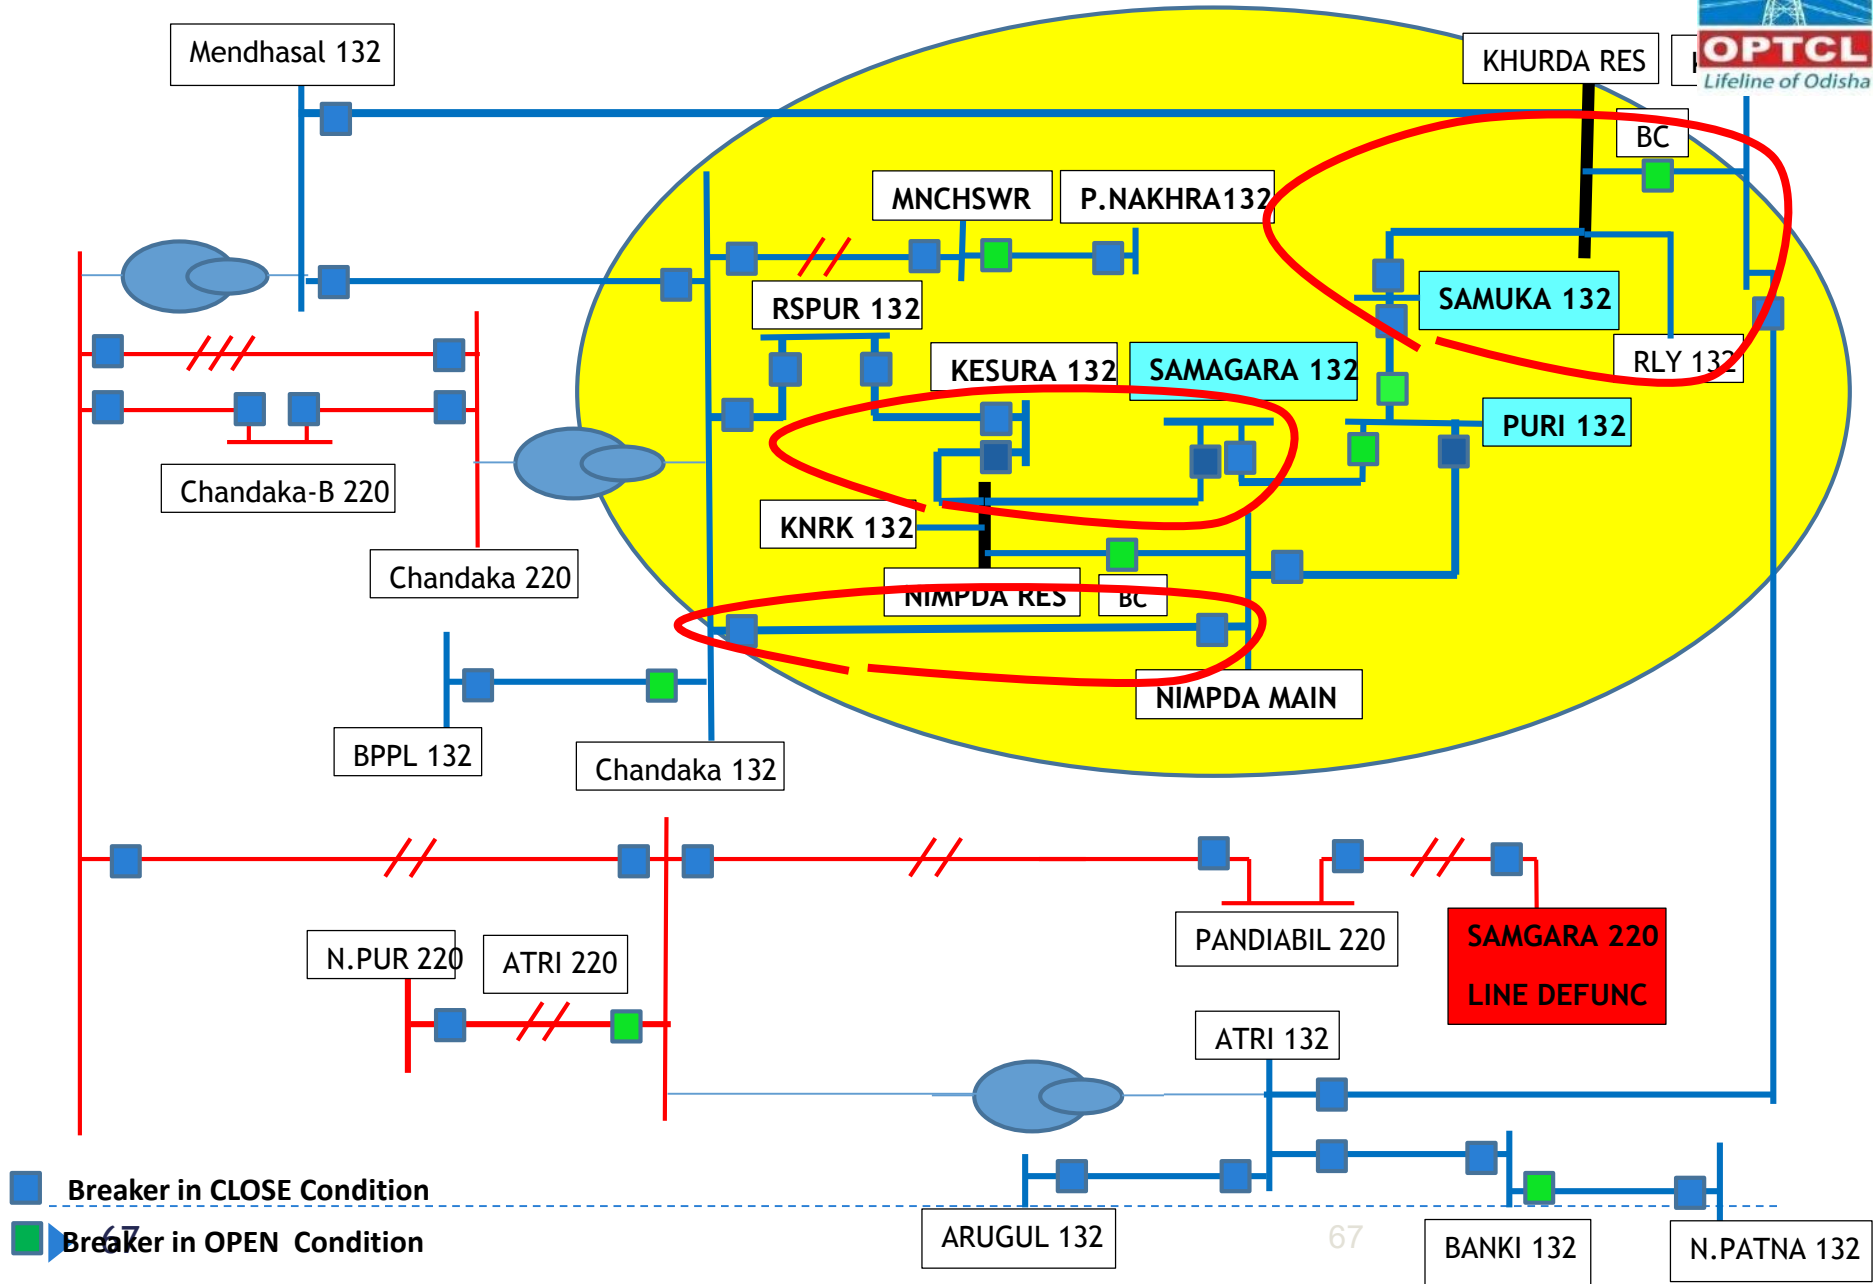 OPTCL
Lifeline of Odisha
Mendhasal 132
KHURDA RES
BC
MNCHSWR
P.NAKHRA132
RSPUR 132
SAMUKA 132
KESURA 132
SAMAGARA 132
RLY 132
PURI 132
Chandaka-B 220
KNRK 132
Chandaka 220
NIMPDA RES
BC
NIMPDA MAIN
BPPL 132
Chandaka 132
N.PUR 220
ATRI 220
PANDIABIL 220
SAMGARA 220
LINE DEFUNC
ATRI 132
Breaker in CLOSE Condition
Breaker in OPEN Condition
67
ARUGUL 132
67
BANKI 132
N.PATNA 132